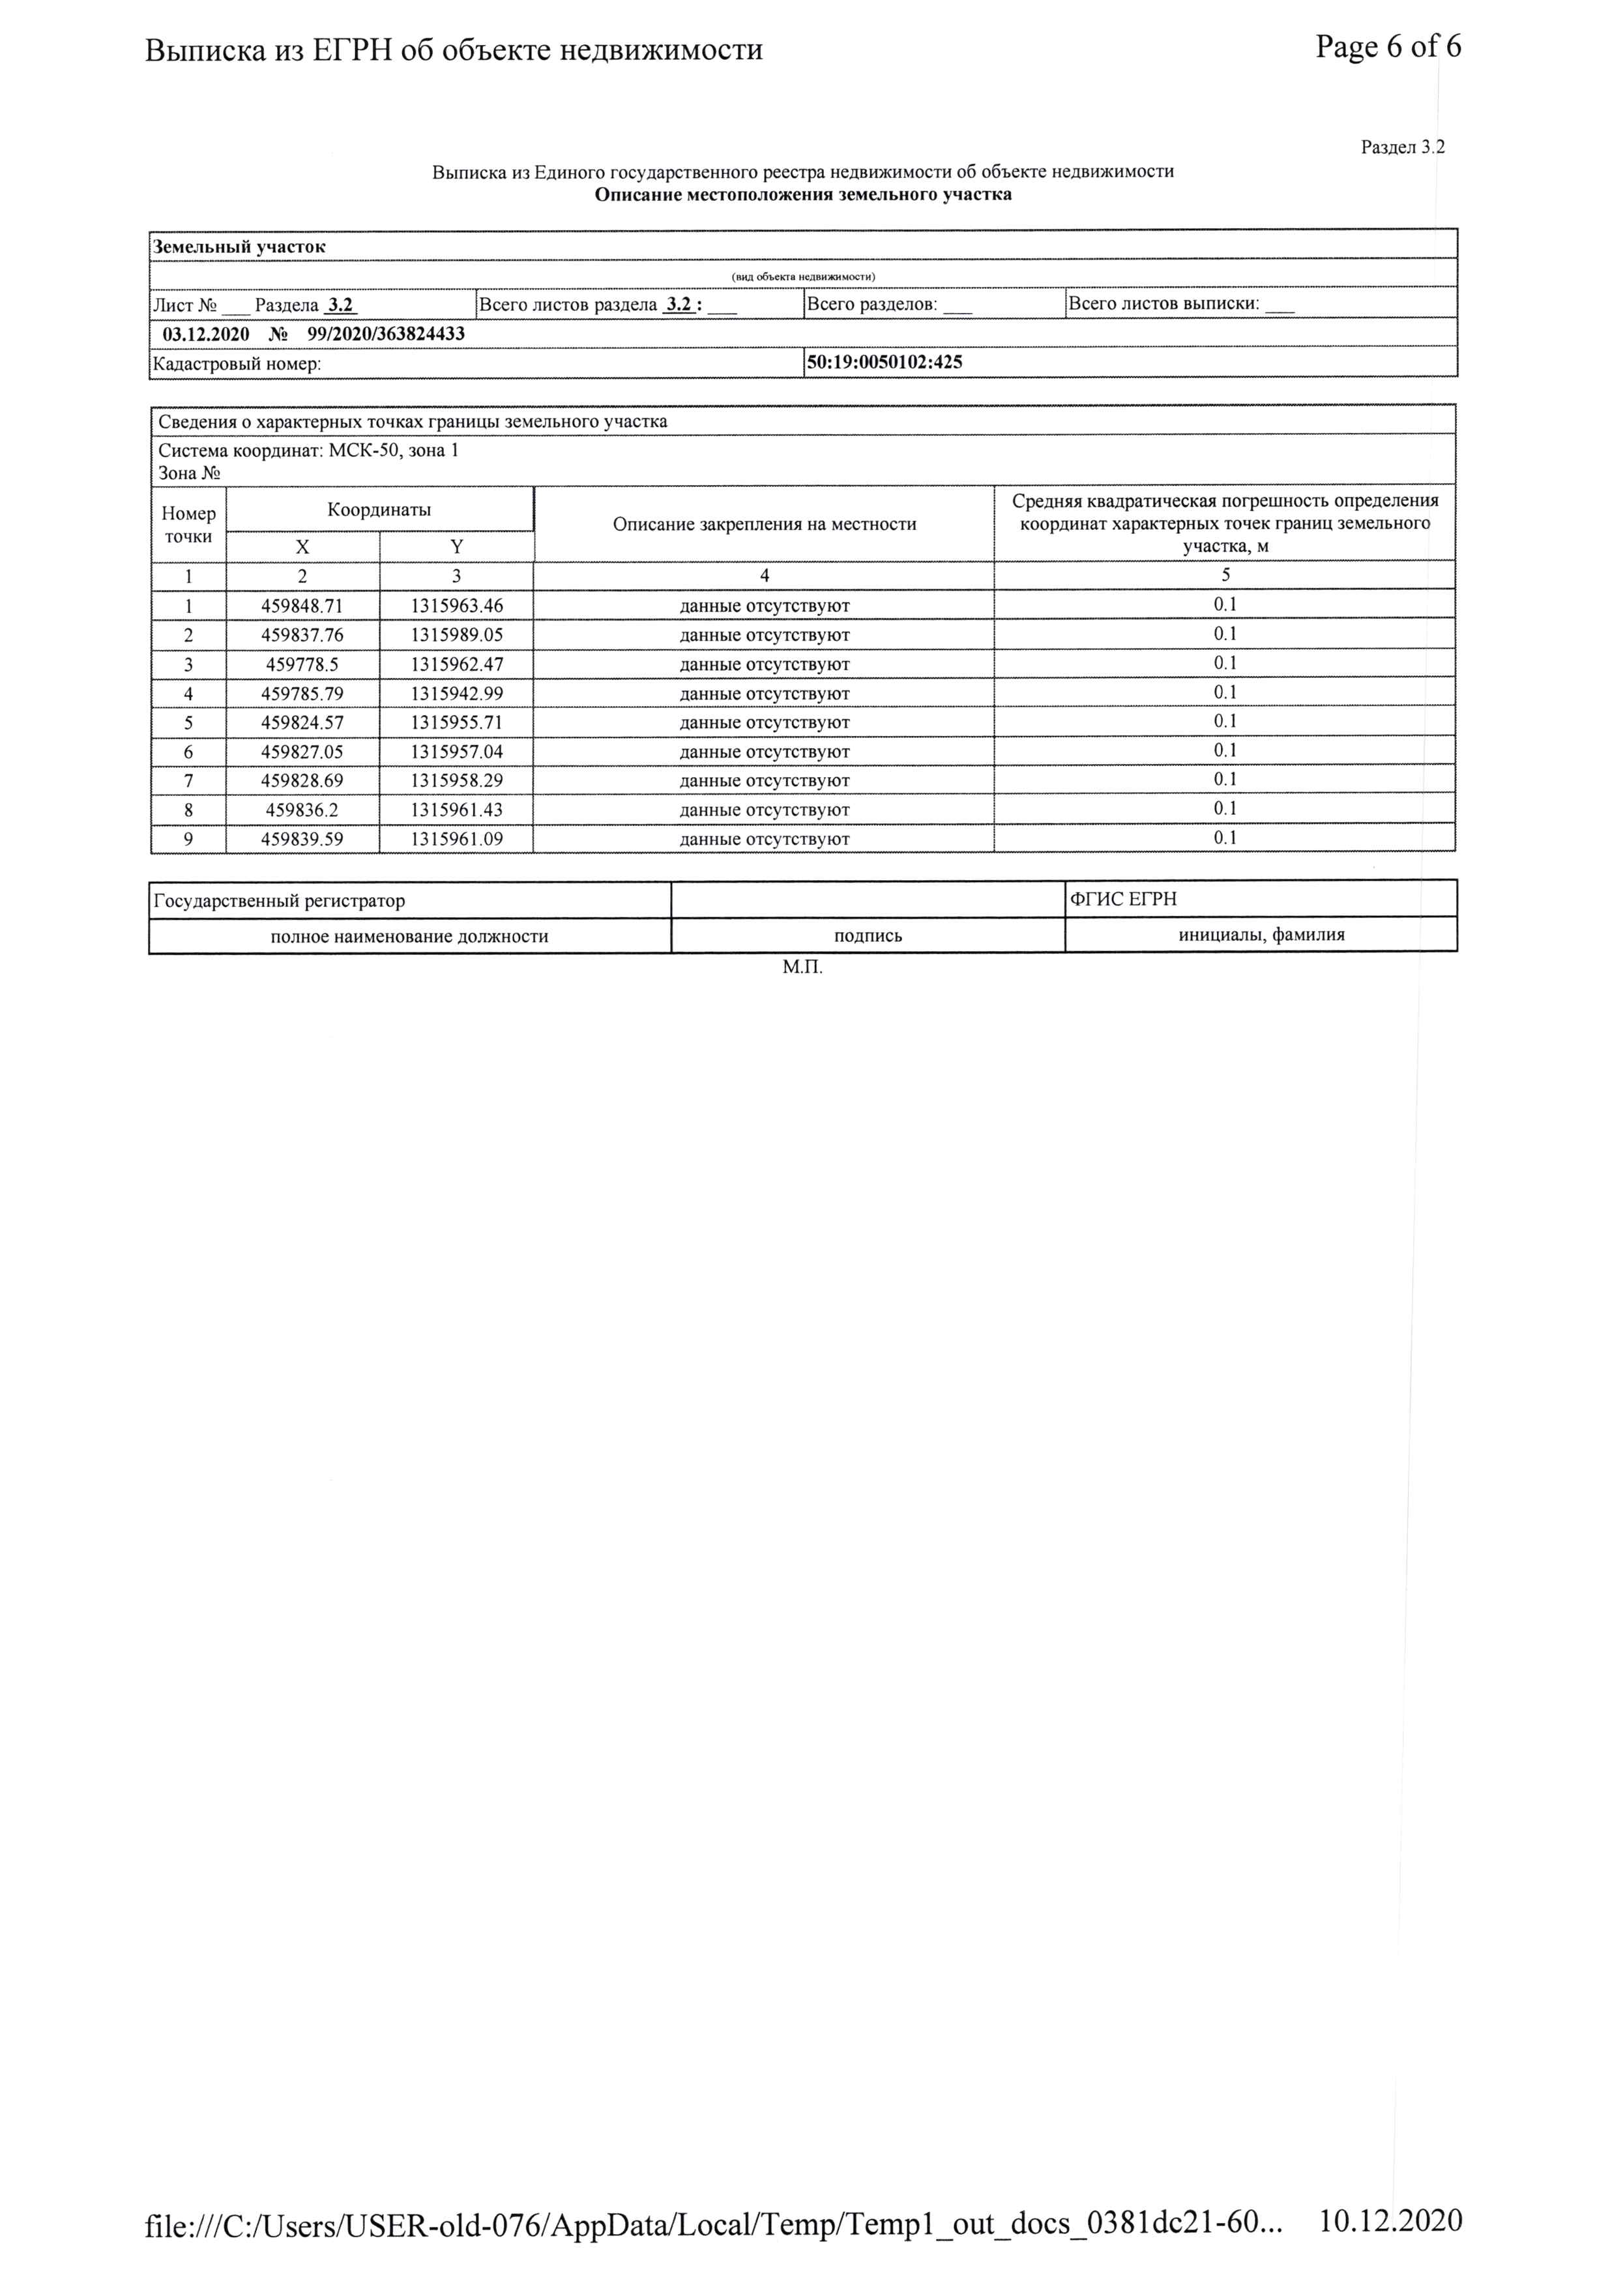 Выписка из ЕГРН об объекте недвижимости Page 6 of 6
Раздел 3.2
Выписка из Единого государственного реестра недвижимости об объекте недвижимости
Описание местоположения земельного участка
Земельный участок
(вид объекта недвижимости)
Лист № ___ Раздела 3.2 Всего листов раздела 3.2 : ___ Всего разделов: ___ Всего листов выписки: ___
03.12.2020 № 99/2020/363824433
Кадастровый номер: 50:19:0050102:425
Сведения о характерных точках границы земельного участка
Система координат: МСК-50, зона 1
Зона №
Номер точки Координаты Описание закрепления на местности Средняя квадратическая погрешность определения координат характерных точек границ земельного участка, м
X Y
1 2 3 4 5
1 459848.71 1315963.46 данные отсутствуют 0.1
2 459837.76 1315989.05 данные отсутствуют 0.1
3 459778.5 1315962.47 данные отсутствуют 0.1
4 459785.79 1315942.99 данные отсутствуют 0.1
5 459824.57 1315955.71 данные отсутствуют 0.1
6 459827.05 1315957.04 данные отсутствуют 0.1
7 459828.69 1315958.29 данные отсутствуют 0.1
8 459836.2 1315961.43 данные отсутствуют 0.1
9 459839.59 1315961.09 данные отсутствуют 0.1
Государственный регистратор ФГИС ЕГРН
полное наименование должности подпись инициалы, фамилия
М.П.
file:///C:/Users/USER-old-076/AppData/Local/Temp/Temp1_out_docs_0381dc21-60... 10.12.2020